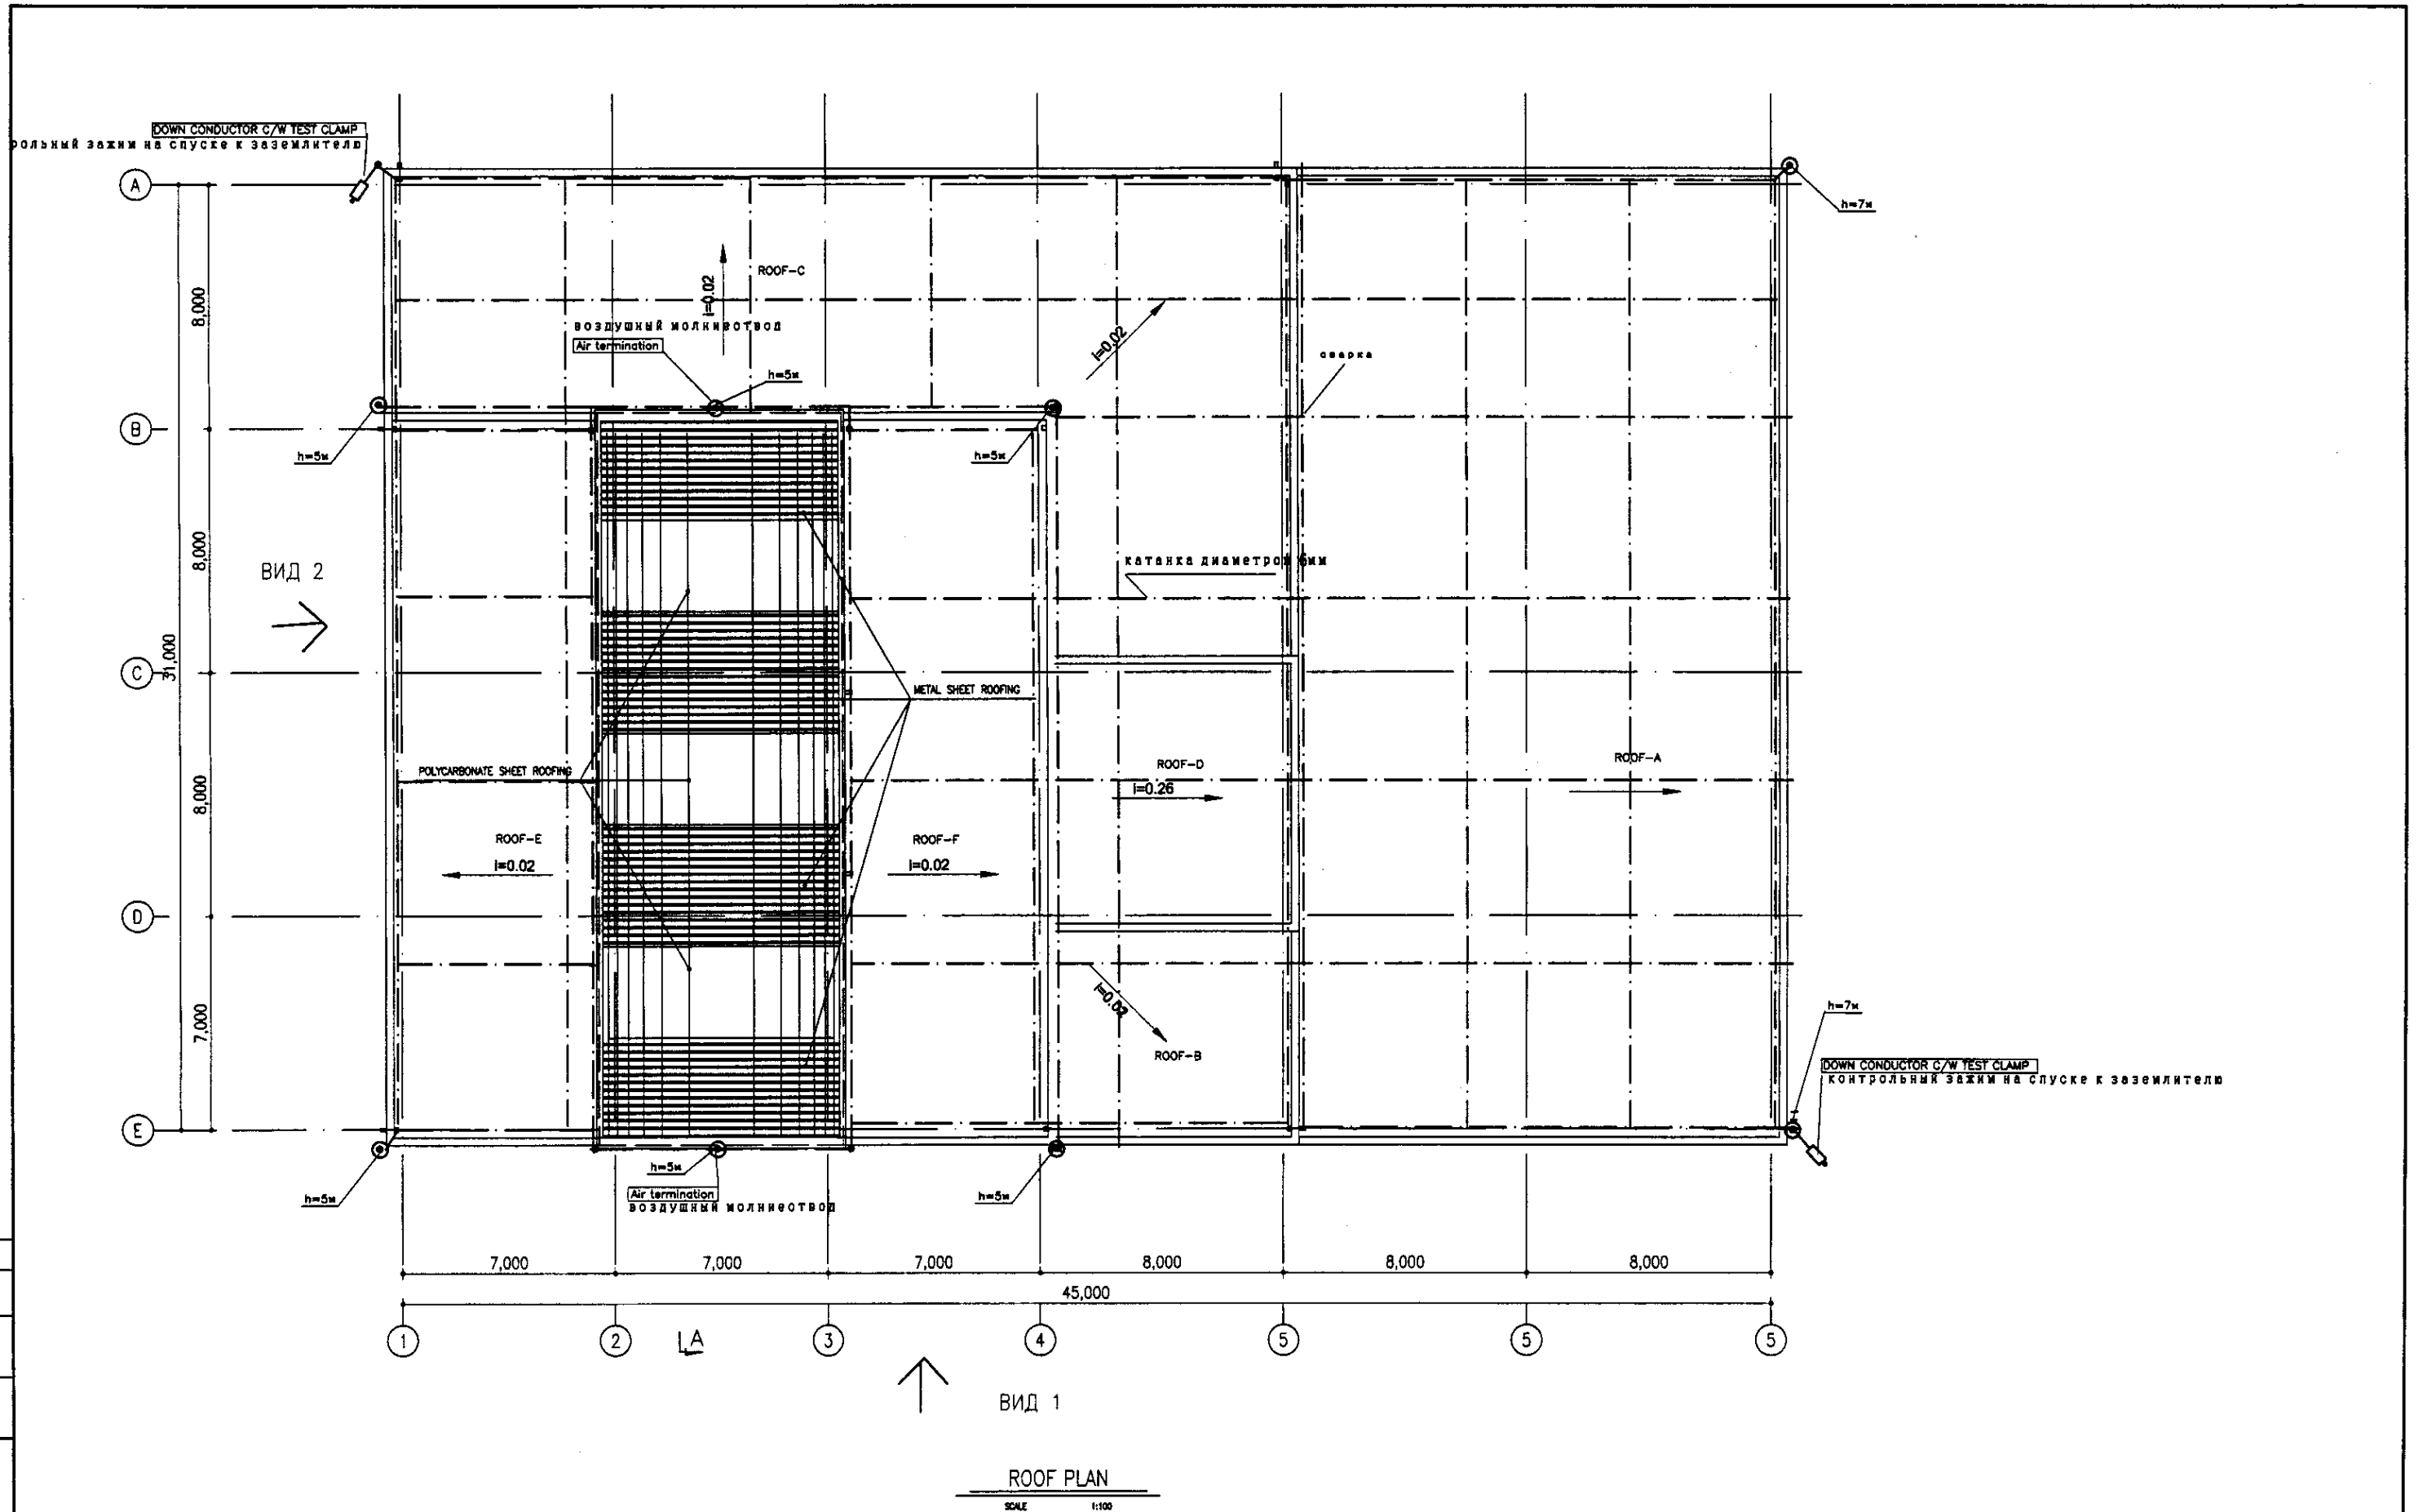 DOWN CONDUCTOR C/W TEST CLAMP
рольный зажим на спуске к заземлителю
A
h=7м
8,000
i=0.02
ROOF-C
воздушный молниеотвод
Air termination
h=5м
i=0.02
сварка
B
h=5м
h=5м
8,000
ВИД 2
катанка диаметром 6мм
C
31,000
METAL SHEET ROOFING
POLYCARBONATE SHEET ROOFING
8,000
ROOF-D
i=0.26
ROOF-A
ROOF-E
i=0.02
ROOF-F
i=0.02
D
7,000
i=0.02
ROOF-B
h=7м
DOWN CONDUCTOR C/W TEST CLAMP
контрольный зажим на спуске к заземлителю
E
h=5м
h=5м
Air termination
воздушный молниеотвод
h=5м
7,000 7,000 7,000 8,000 8,000 8,000
45,000
1 2 A 3 4 5 5 5
ВИД 1
ROOF PLAN
SCALE 1:100